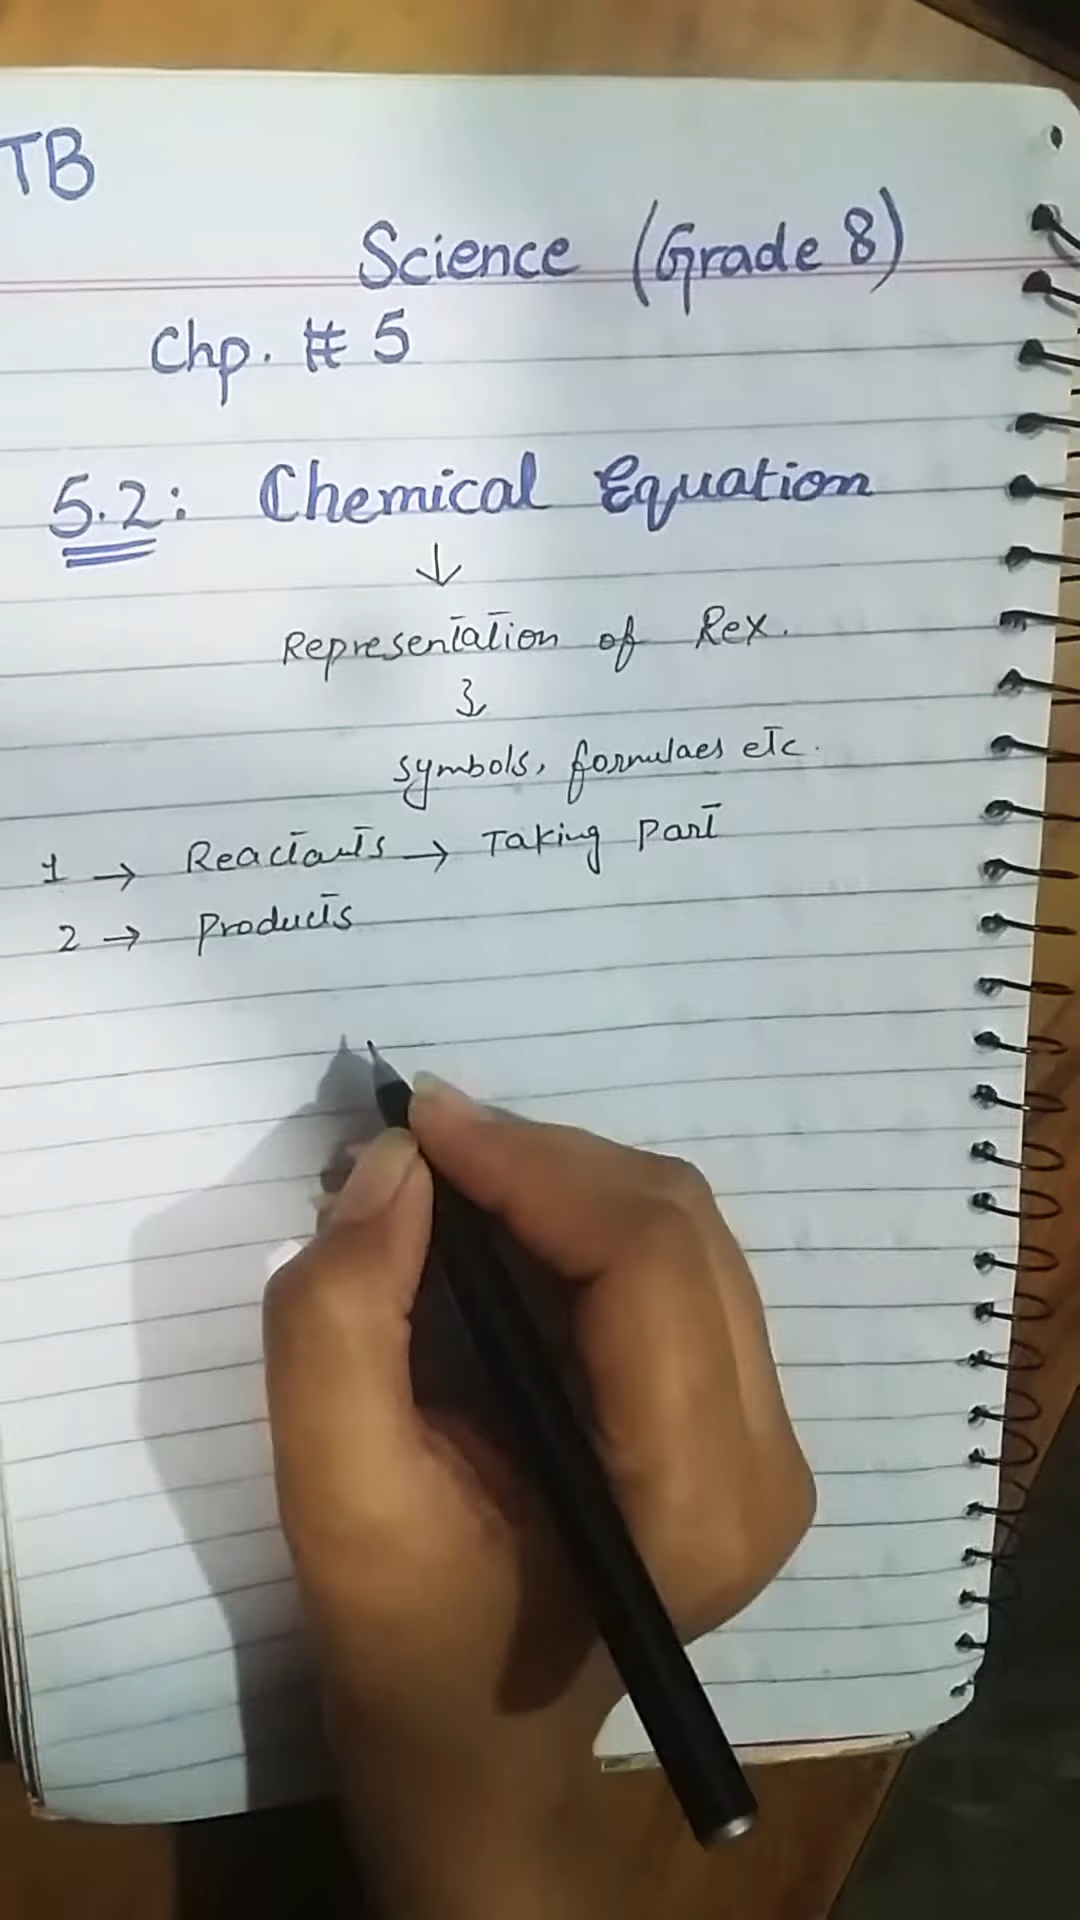 TB
Science (Grade 8)
Chp. # 5
5.2: Chemical Equation
↓
Representation of Rex.
↓
symbols, formulaes etc.
1 → Reactants → Taking Part
2 → Products